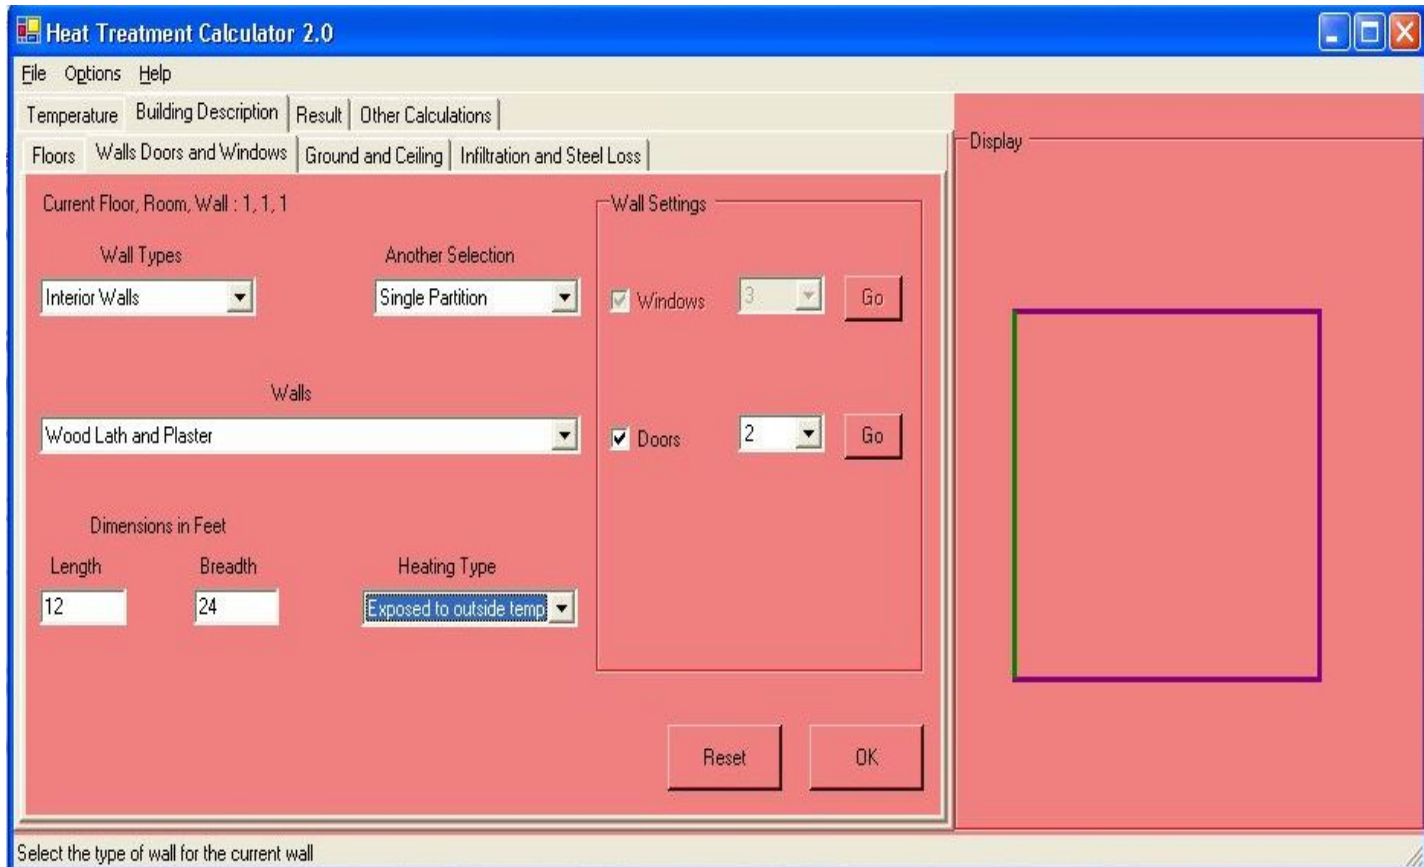 Heat Treatment Calculator 2.0
File Options Help
Temperature Building Description Result Other Calculations
Floors Walls Doors and Windows Ground and Ceiling Infiltration and Steel Loss
Display
Current Floor, Room, Wall : 1, 1, 1
Wall Settings
Wall Types Another Selection
Interior Walls Single Partition
Windows 3 Go
Walls
Wood Lath and Plaster
Doors 2 Go
Dimensions in Feet
Length Breadth Heating Type
12 24 Exposed to outside temp
Reset OK
Select the type of wall for the current wall